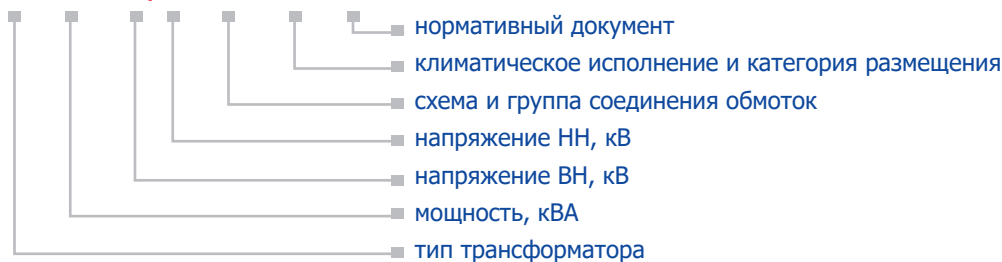 нормативный документ
климатическое исполнение и категория размещения
схема и группа соединения обмоток
напряжение НН, кВ
напряжение ВН, кВ
мощность, кВА
тип трансформатора